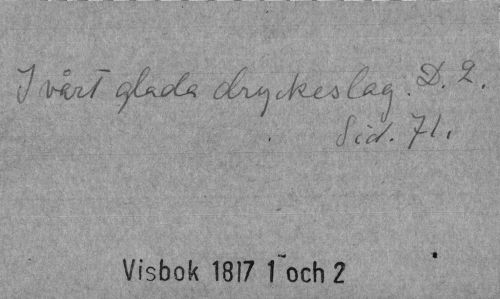 I vårt glada dryckeslag. D. 2.
Sid. 71.
Visbok 1817 1 och 2